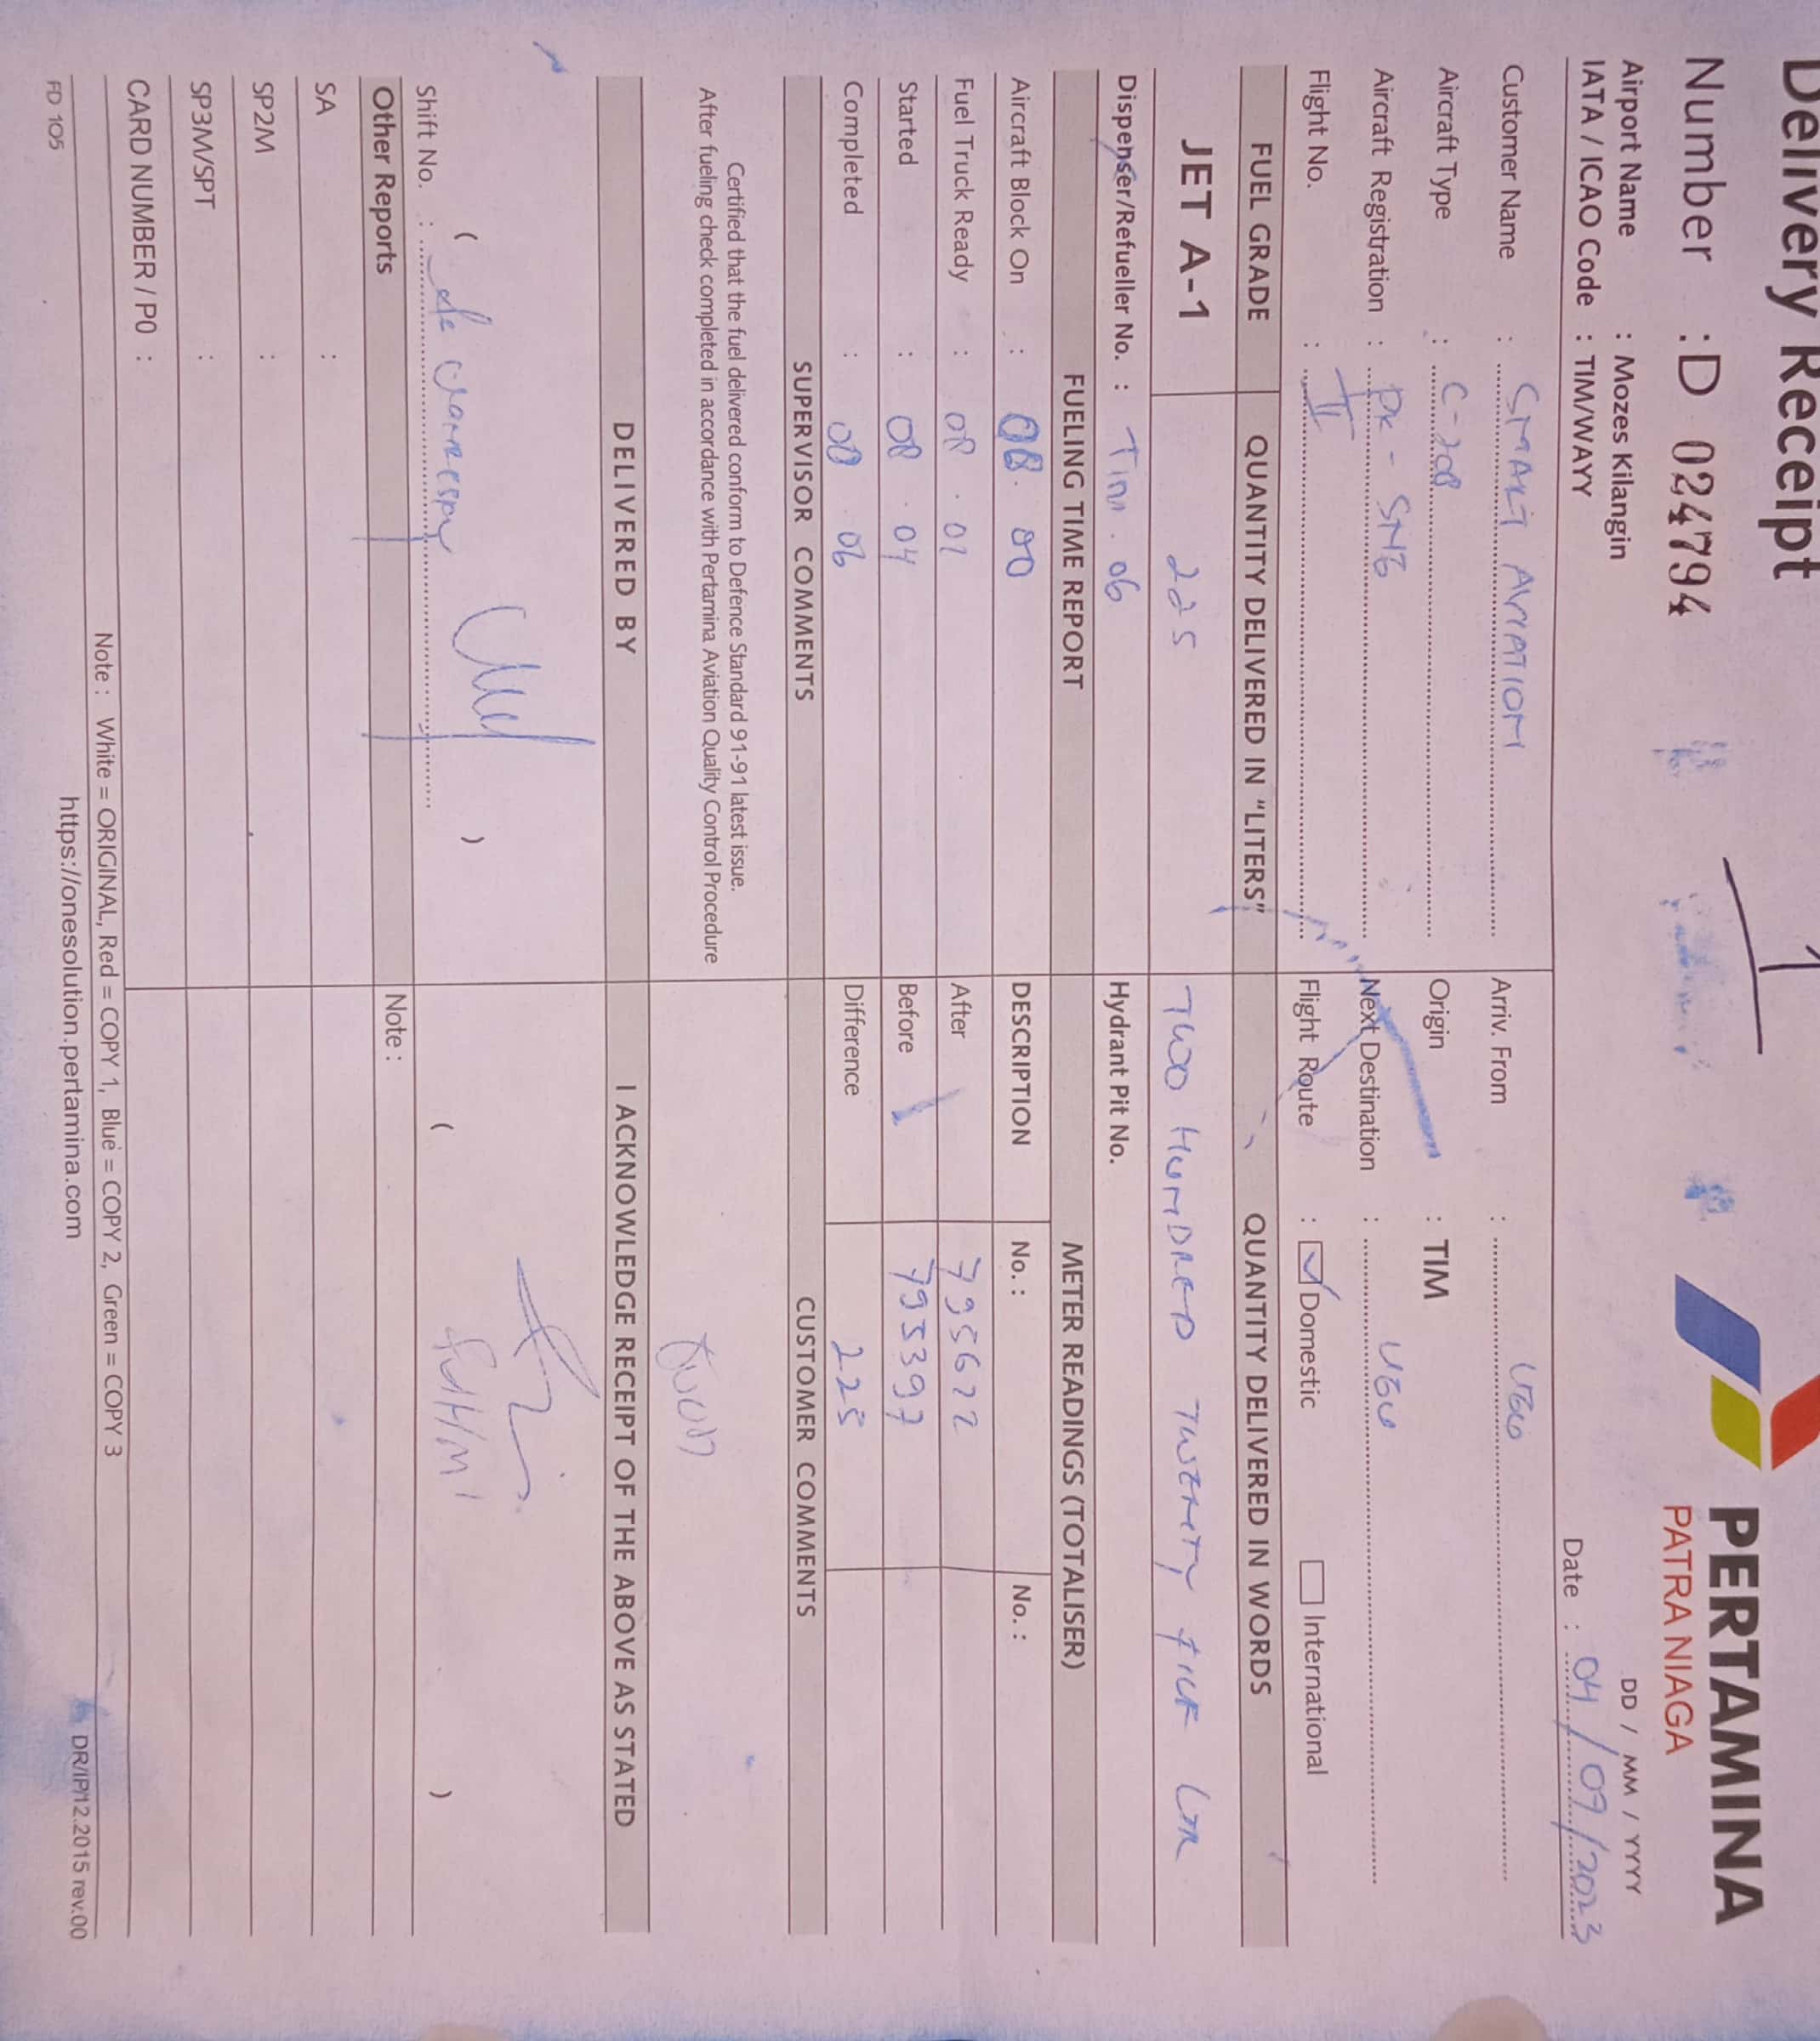 Delivery Receipt
Number : D 024794
PERTAMINA
PATRA NIAGA
Airport Name : Mozes Kilangin
IATA / ICAO Code : TIM/WAYY
DD / MM / YYYY
Date : 04/09/2023
Customer Name : SMART AVIATION
Arriv. From : UGU
Aircraft Type : C-208
Origin : TIM
Aircraft Registration : PK -
Next Destination : UGU
Flight No. : II
Flight Route : Domestic International
FUEL GRADE QUANTITY DELIVERED IN "LITERS" QUANTITY DELIVERED IN WORDS
JET A-1 225 TWO HUNDRED TWENTY FIVE LTR
Dispenser/Refueller No. : Tim . 06 Hydrant Pit No.
FUELING TIME REPORT METER READINGS (TOTALISER)
Aircraft Block On : 08. 00 DESCRIPTION No. : No. :
Fuel Truck Ready : 08 . 02 After 795622
Started : 08 . 04 Before 795397
Completed : 08 . 06 Difference 225
SUPERVISOR COMMENTS CUSTOMER COMMENTS
Certified that the fuel delivered conform to Defence Standard 91-91 latest issue.
After fueling check completed in accordance with Pertamina Aviation Quality Control Procedure
DELIVERED BY I ACKNOWLEDGE RECEIPT OF THE ABOVE AS STATED
Shift No. : ( ) ( )
Other Reports Note :
SA :
SP2M :
SP3M/SPT :
CARD NUMBER / P0 :
Note : White = ORIGINAL, Red = COPY 1, Blue = COPY 2, Green = COPY 3
FD 105 https://onesolution.pertamina.com DR/IP/12.2015 rev.00